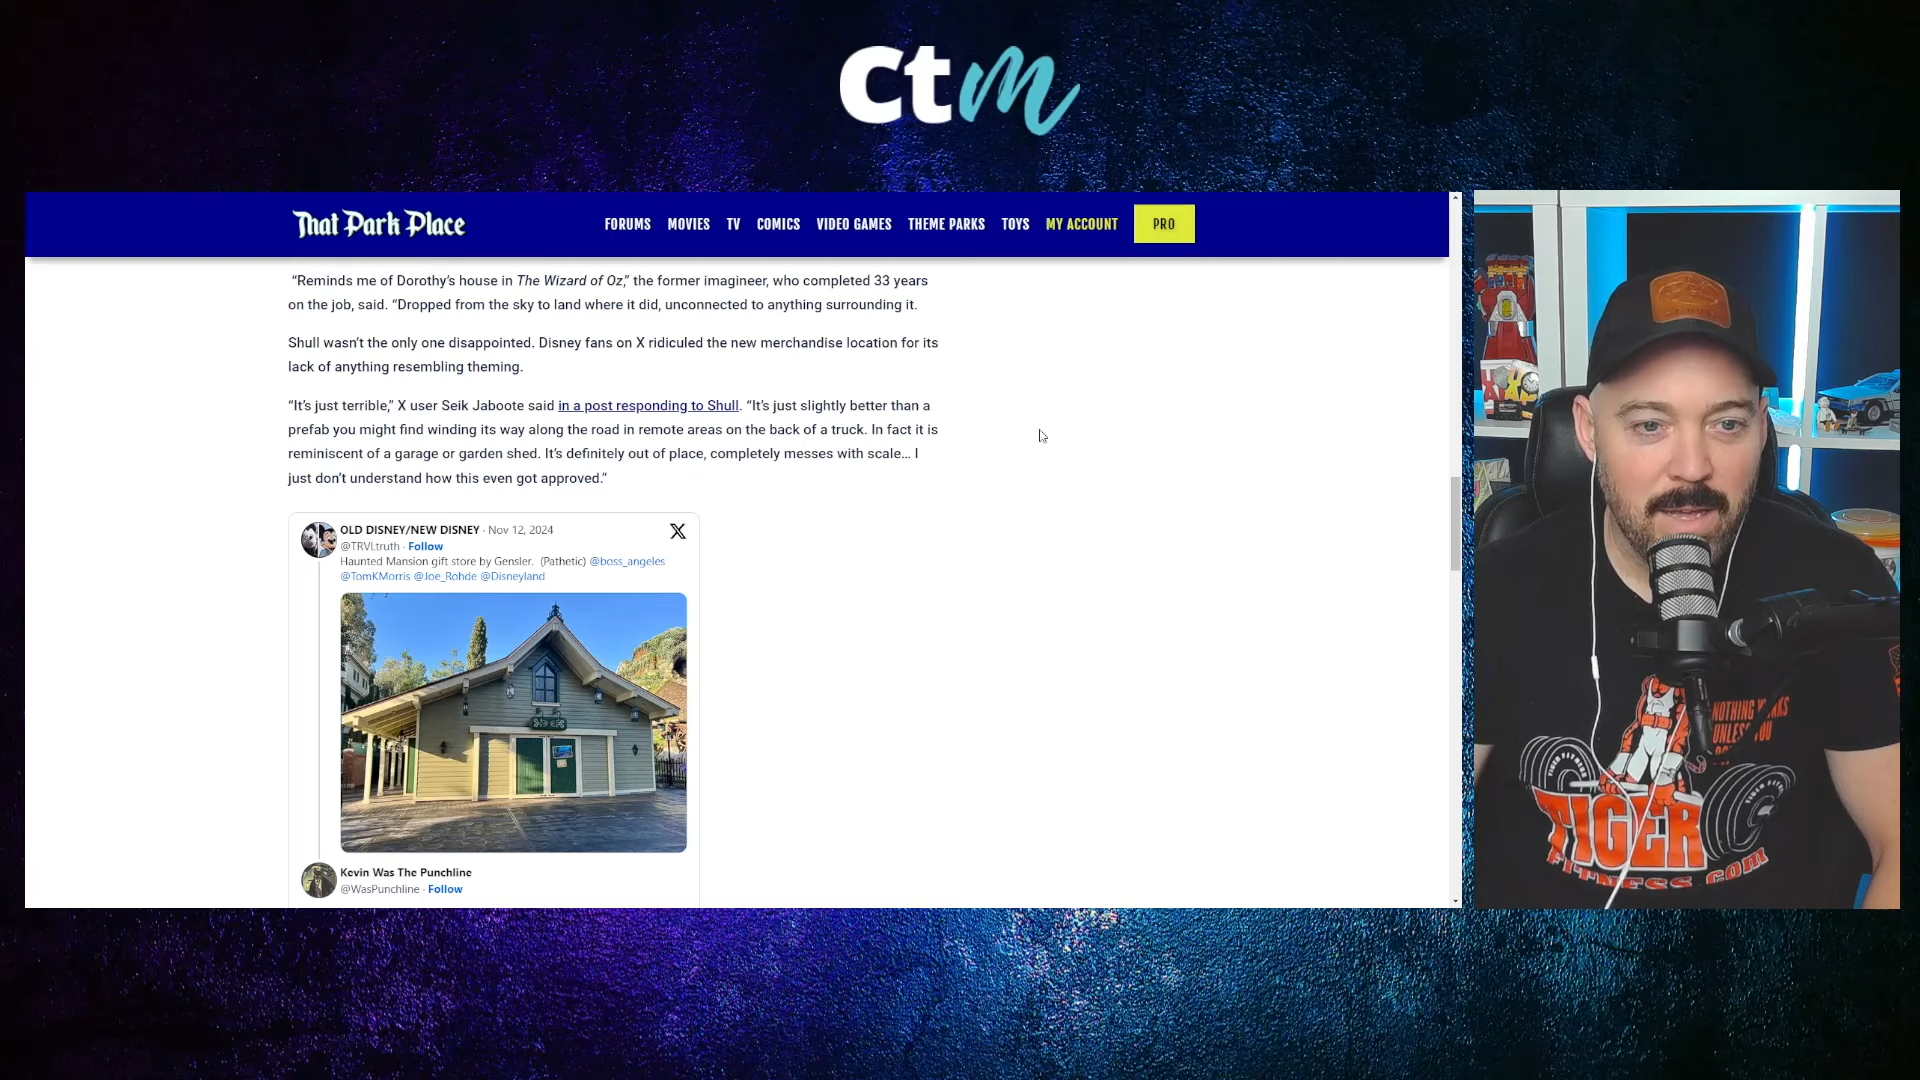 ctm
That Park Place
FORUMS MOVIES TV COMICS VIDEO GAMES THEME PARKS TOYS MY ACCOUNT PRO
“Reminds me of Dorothy’s house in The Wizard of Oz,” the former imagineer, who completed 33 years
on the job, said. “Dropped from the sky to land where it did, unconnected to anything surrounding it.
Shull wasn’t the only one disappointed. Disney fans on X ridiculed the new merchandise location for its
lack of anything resembling theming.
“It’s just terrible,” X user Seik Jaboote said in a post responding to Shull. “It’s just slightly better than a
prefab you might find winding its way along the road in remote areas on the back of a truck. In fact it is
reminiscent of a garage or garden shed. It’s definitely out of place, completely messes with scale… I
just don’t understand how this even got approved.”
OLD DISNEY/NEW DISNEY · Nov 12, 2024
@TRVLtruth · Follow
Haunted Mansion gift store by Gensler. (Pathetic) @boss_angeles
@TomKMorris @Joe_Rohde @Disneyland
Kevin Was The Punchline
@WasPunchline · Follow
NOTHING
UNLESS YOU
TIGER
FITNESS.COM